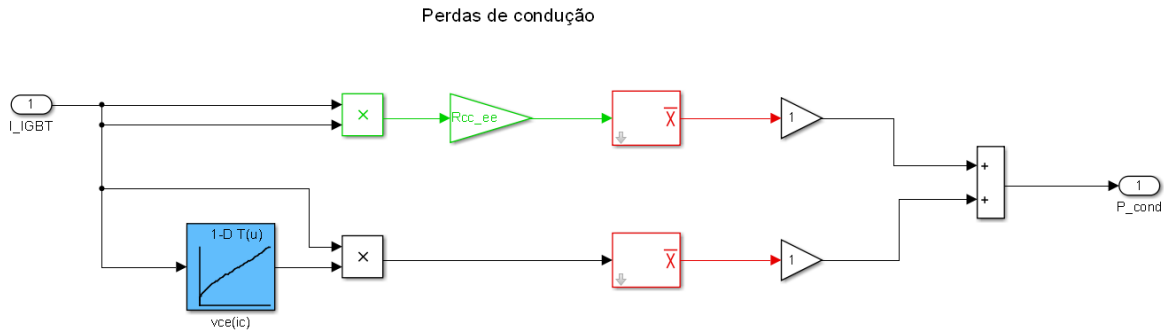 Perdas de condução
1
I_IGBT
×
Rcc_ee
x
1
+
+
1
P_cond
1-D T(u)
vce(ic)
×
x
1